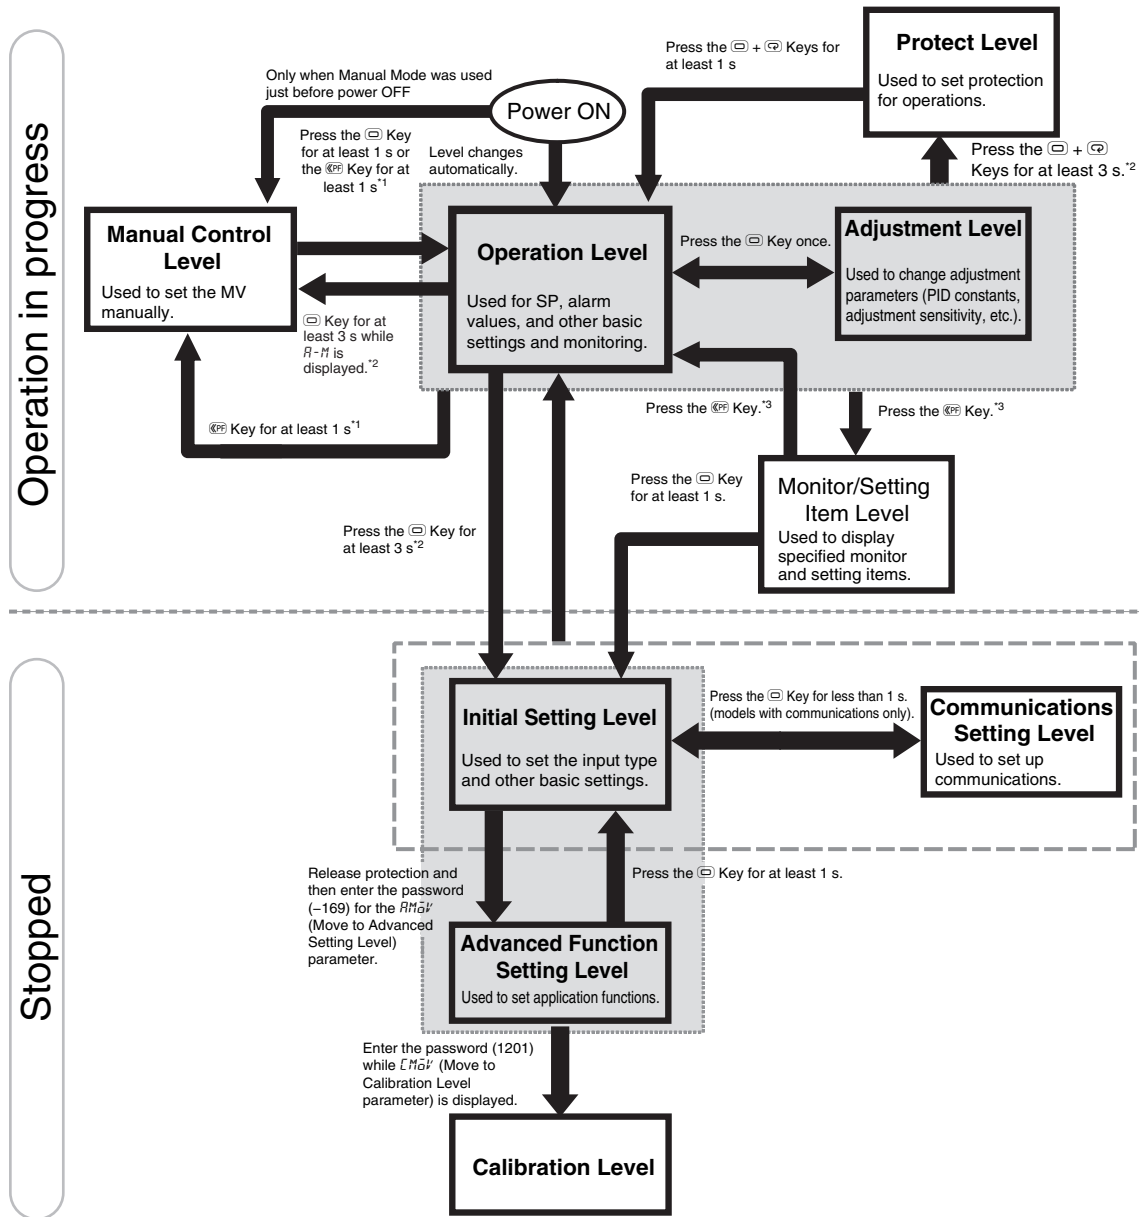 Operation in progress
Only when Manual Mode was used
just before power OFF
Power ON
Press the Key
for at least 1 s or
the PF Key for at
least 1 s*1
Level changes
automatically.
Press the + Keys for
at least 1 s
Protect Level
Used to set protection
for operations.
Press the +
Keys for at least 3 s.*2
Manual Control
Level
Used to set the MV
manually.
Operation Level
Used for SP, alarm
values, and other basic
settings and monitoring.
Press the Key once.
Adjustment Level
Used to change adjustment
parameters (PID constants,
adjustment sensitivity, etc.).
Key for at
least 3 s while
A-M is
displayed.*2
PF Key for at least 1 s*1
Press the PF Key.*3
Press the PF Key.*3
Press the Key
for at least 1 s.
Monitor/Setting
Item Level
Used to display
specified monitor
and setting items.
Press the Key for
at least 3 s*2
Stopped
Initial Setting Level
Used to set the input type
and other basic settings.
Press the Key for less than 1 s.
(models with communications only).
Communications
Setting Level
Used to set up
communications.
Release protection and
then enter the password
(−169) for the AMoV
(Move to Advanced
Setting Level)
parameter.
Press the Key for at least 1 s.
Advanced Function
Setting Level
Used to set application functions.
Enter the password (1201)
while CMoV (Move to
Calibration Level
parameter) is displayed.
Calibration Level